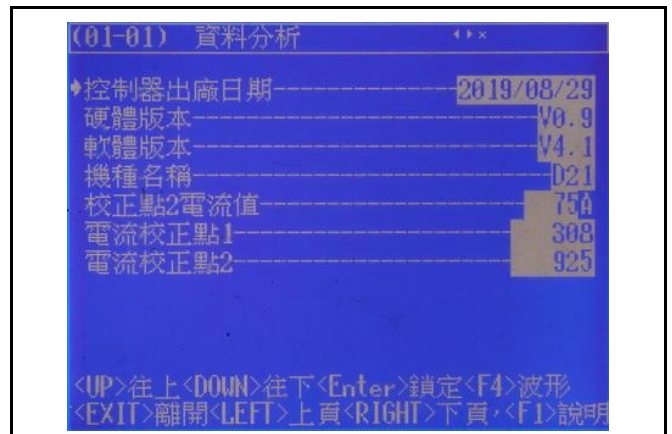 (01-01) 資料分析
控制器出廠日期 2019/08/29
硬體版本 V0.9
軟體版本 V4.1
機種名稱 D21
校正點2電流值 75A
電流校正點1 308
電流校正點2 925
<UP>往上<DOWN>往下<Enter>鎖定<F4>波形
<EXIT>離開<LEFT>上頁<RIGHT>下頁,<F1>說明